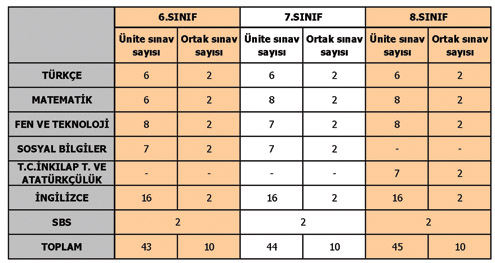 6.SINIF 7.SINIF 8.SINIF
Ünite sınav sayısı Ortak sınav sayısı Ünite sınav sayısı Ortak sınav sayısı Ünite sınav sayısı Ortak sınav sayısı
TÜRKÇE 6 2 6 2 6 2
MATEMATİK 6 2 8 2 8 2
FEN VE TEKNOLOJİ 8 2 7 2 8 2
SOSYAL BİLGİLER 7 2 7 2 - -
T.C.İNKILAP T. VE
ATATÜRKÇÜLÜK - - - - 7 2
İNGİLİZCE 16 2 16 2 16 2
SBS 2 2 2
TOPLAM 43 10 44 10 45 10